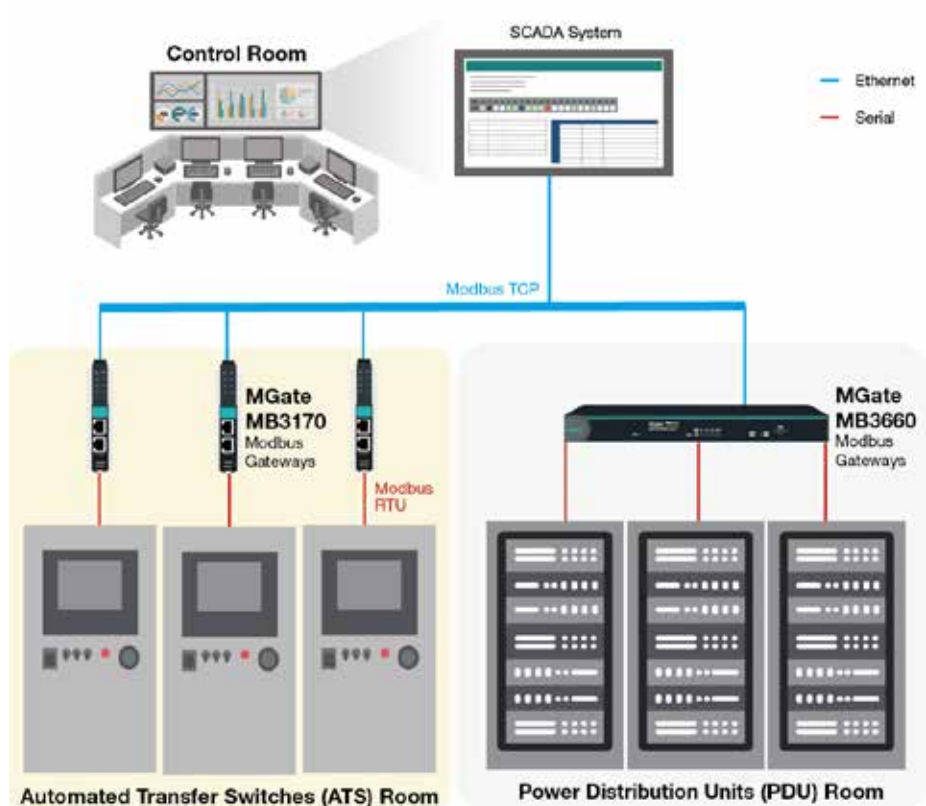 SCADA System
Control Room
Ethernet
Serial
Modbus TCP
MGate
MB3170
Modbus
Gateways
MGate
MB3660
Modbus
Gateways
Modbus
RTU
Automated Transfer Switches (ATS) Room
Power Distribution Units (PDU) Room